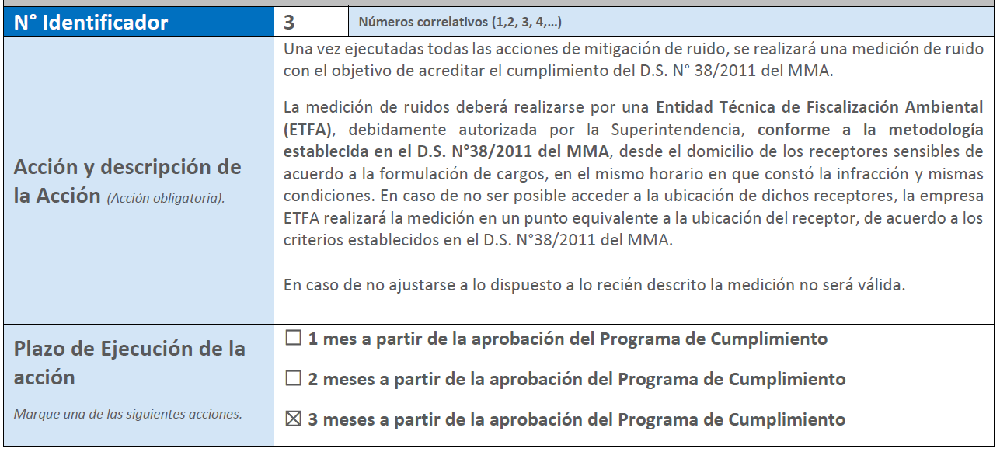 N° Identificador
3
Números correlativos (1,2, 3, 4,…)
Acción y descripción de
la Acción (Acción obligatoria).
Una vez ejecutadas todas las acciones de mitigación de ruido, se realizará una medición de ruido
con el objetivo de acreditar el cumplimiento del D.S. N° 38/2011 del MMA.
La medición de ruidos deberá realizarse por una Entidad Técnica de Fiscalización Ambiental
(ETFA), debidamente autorizada por la Superintendencia, conforme a la metodología
establecida en el D.S. N°38/2011 del MMA, desde el domicilio de los receptores sensibles de
acuerdo a la formulación de cargos, en el mismo horario en que constó la infracción y mismas
condiciones. En caso de no ser posible acceder a la ubicación de dichos receptores, la empresa
ETFA realizará la medición en un punto equivalente a la ubicación del receptor, de acuerdo a los
criterios establecidos en el D.S. N°38/2011 del MMA.
En caso de no ajustarse a lo dispuesto a lo recién descrito la medición no será válida.
Plazo de Ejecución de la
acción
Marque una de las siguientes acciones.
☐ 1 mes a partir de la aprobación del Programa de Cumplimiento
☐ 2 meses a partir de la aprobación del Programa de Cumplimiento
☒ 3 meses a partir de la aprobación del Programa de Cumplimiento